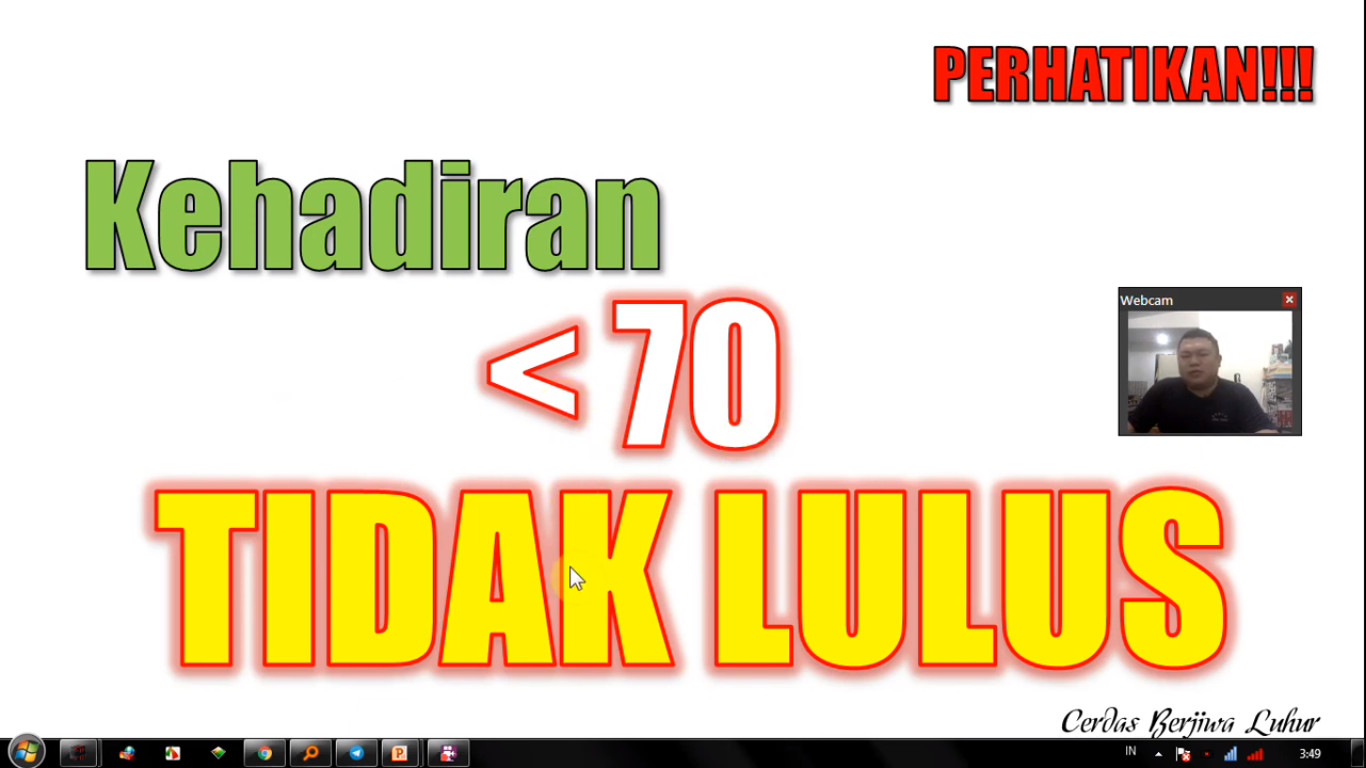 PERHATIKAN!!!
Kehadiran
< 70
TIDAK LULUS
Webcam
Cerdas Berjiwa Luhur
IN
3:49